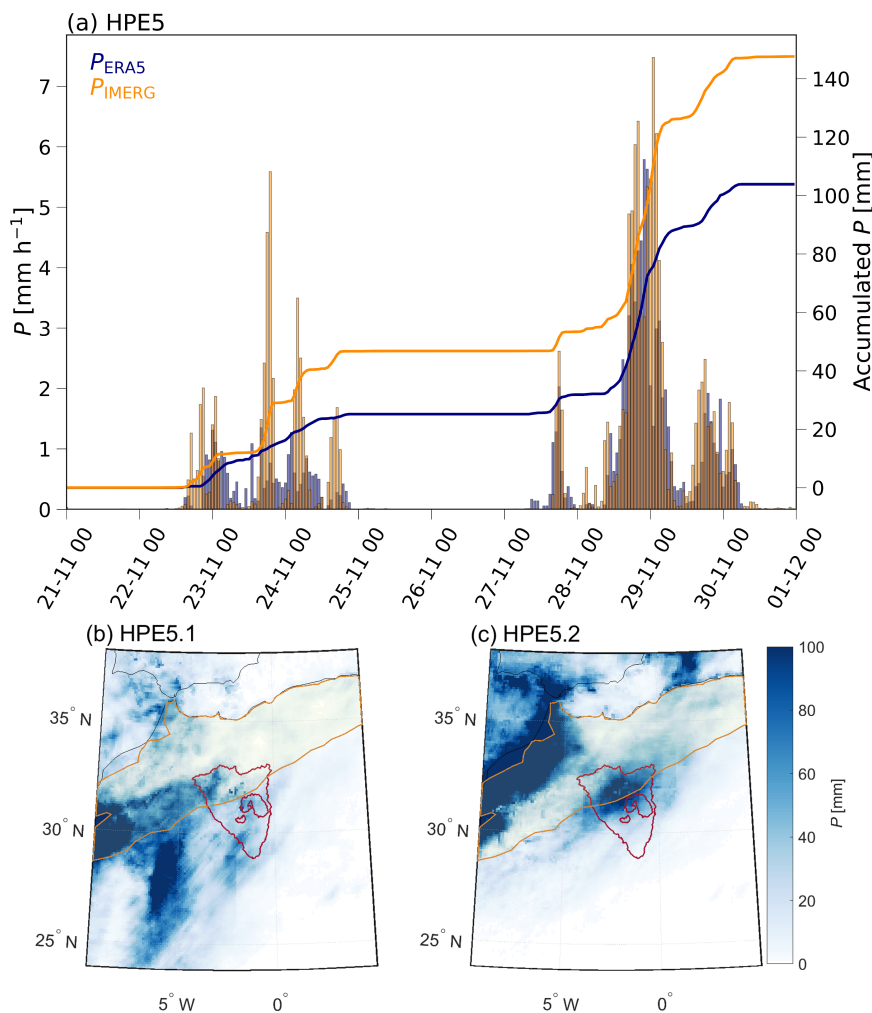 (a) HPE5
P_ERA5
P_IMERG
P [mm h⁻¹]
7
6
5
4
3
2
1
0
Accumulated P [mm]
140
120
100
80
60
40
20
0
21-11 00
22-11 00
23-11 00
24-11 00
25-11 00
26-11 00
27-11 00
28-11 00
29-11 00
30-11 00
01-12 00
(b) HPE5.1
35° N
30° N
25° N
5° W
0°
(c) HPE5.2
35° N
30° N
25° N
5° W
0°
100
80
60
40
20
0
P [mm]